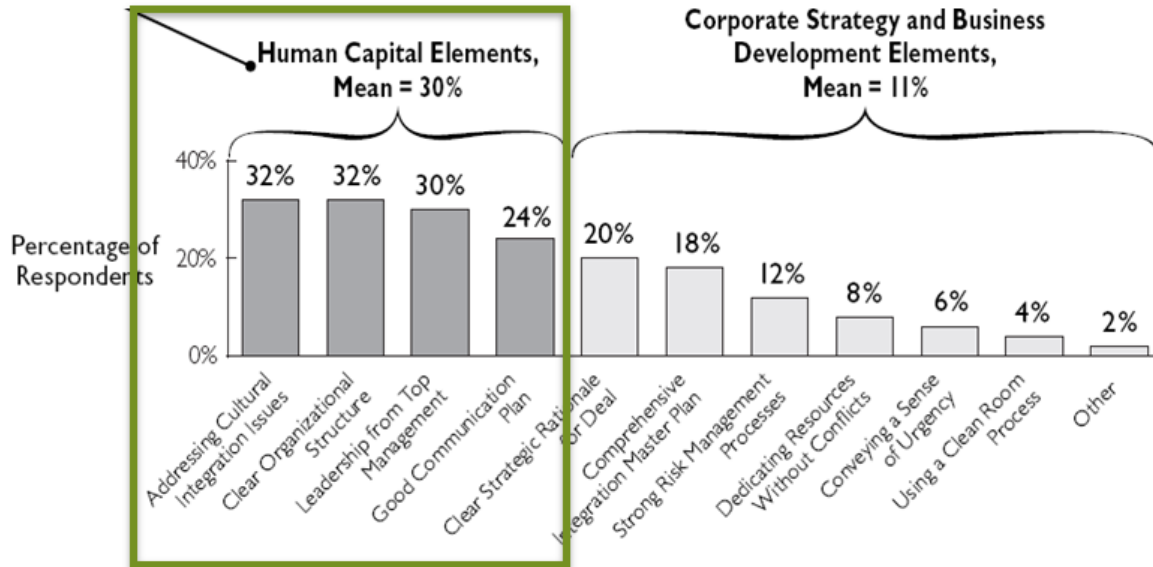 Human Capital Elements,
Mean = 30%
Corporate Strategy and Business
Development Elements,
Mean = 11%
Percentage of
Respondents
40%
20%
0%
32%
32%
30%
24%
20%
18%
12%
8%
6%
4%
2%
Addressing Cultural
Integration Issues
Clear Organizational
Structure
Leadership from Top
Management
Good Communication
Plan
Clear Strategic Rationale
for Deal
Comprehensive
Integration Master Plan
Strong Risk Management
Processes
Dedicating Resources
Without Conflicts
Conveying a Sense
of Urgency
Using a Clean Room
Process
Other